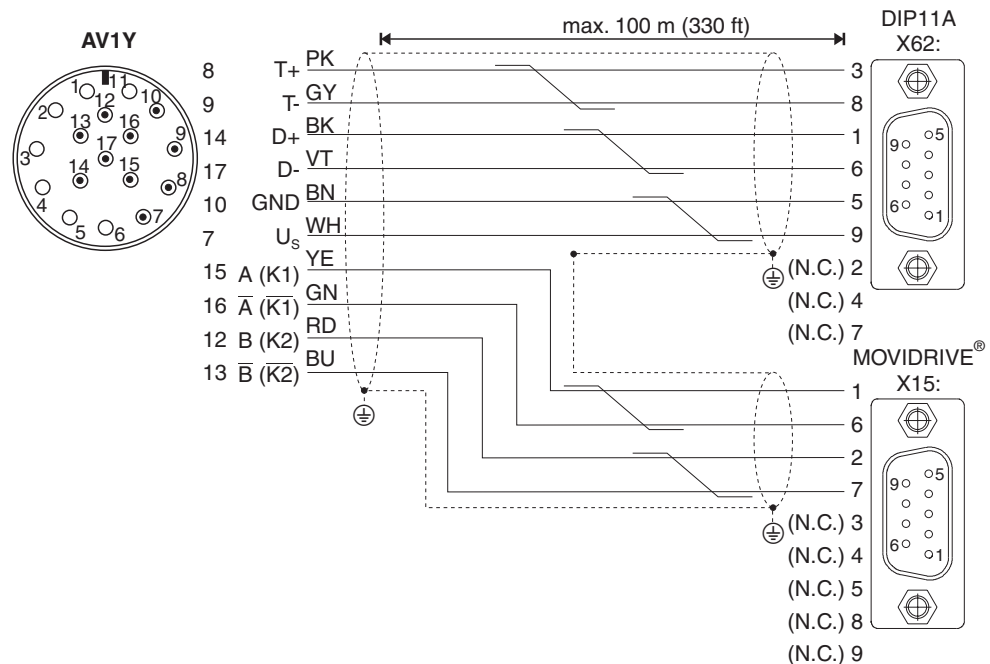 AV1Y
max. 100 m (330 ft)
DIP11A
X62:
1
11
2
12
10
3
13
16
9
17
14
15
8
4
5
6
7
8 T+ PK 3
9 T- GY 8
14 D+ BK 1
17 D- VT 6
10 GND BN 5
7 Us WH 9
15 A (K1) YE (N.C.) 2
16 A̅ (K̅1̅) GN (N.C.) 4
12 B (K2) RD (N.C.) 7
13 B̅ (K̅2̅) BU
9 5
6 1
MOVIDRIVE®
X15:
1
6
2
7
(N.C.) 3
(N.C.) 4
(N.C.) 5
(N.C.) 8
(N.C.) 9
9 5
6 1